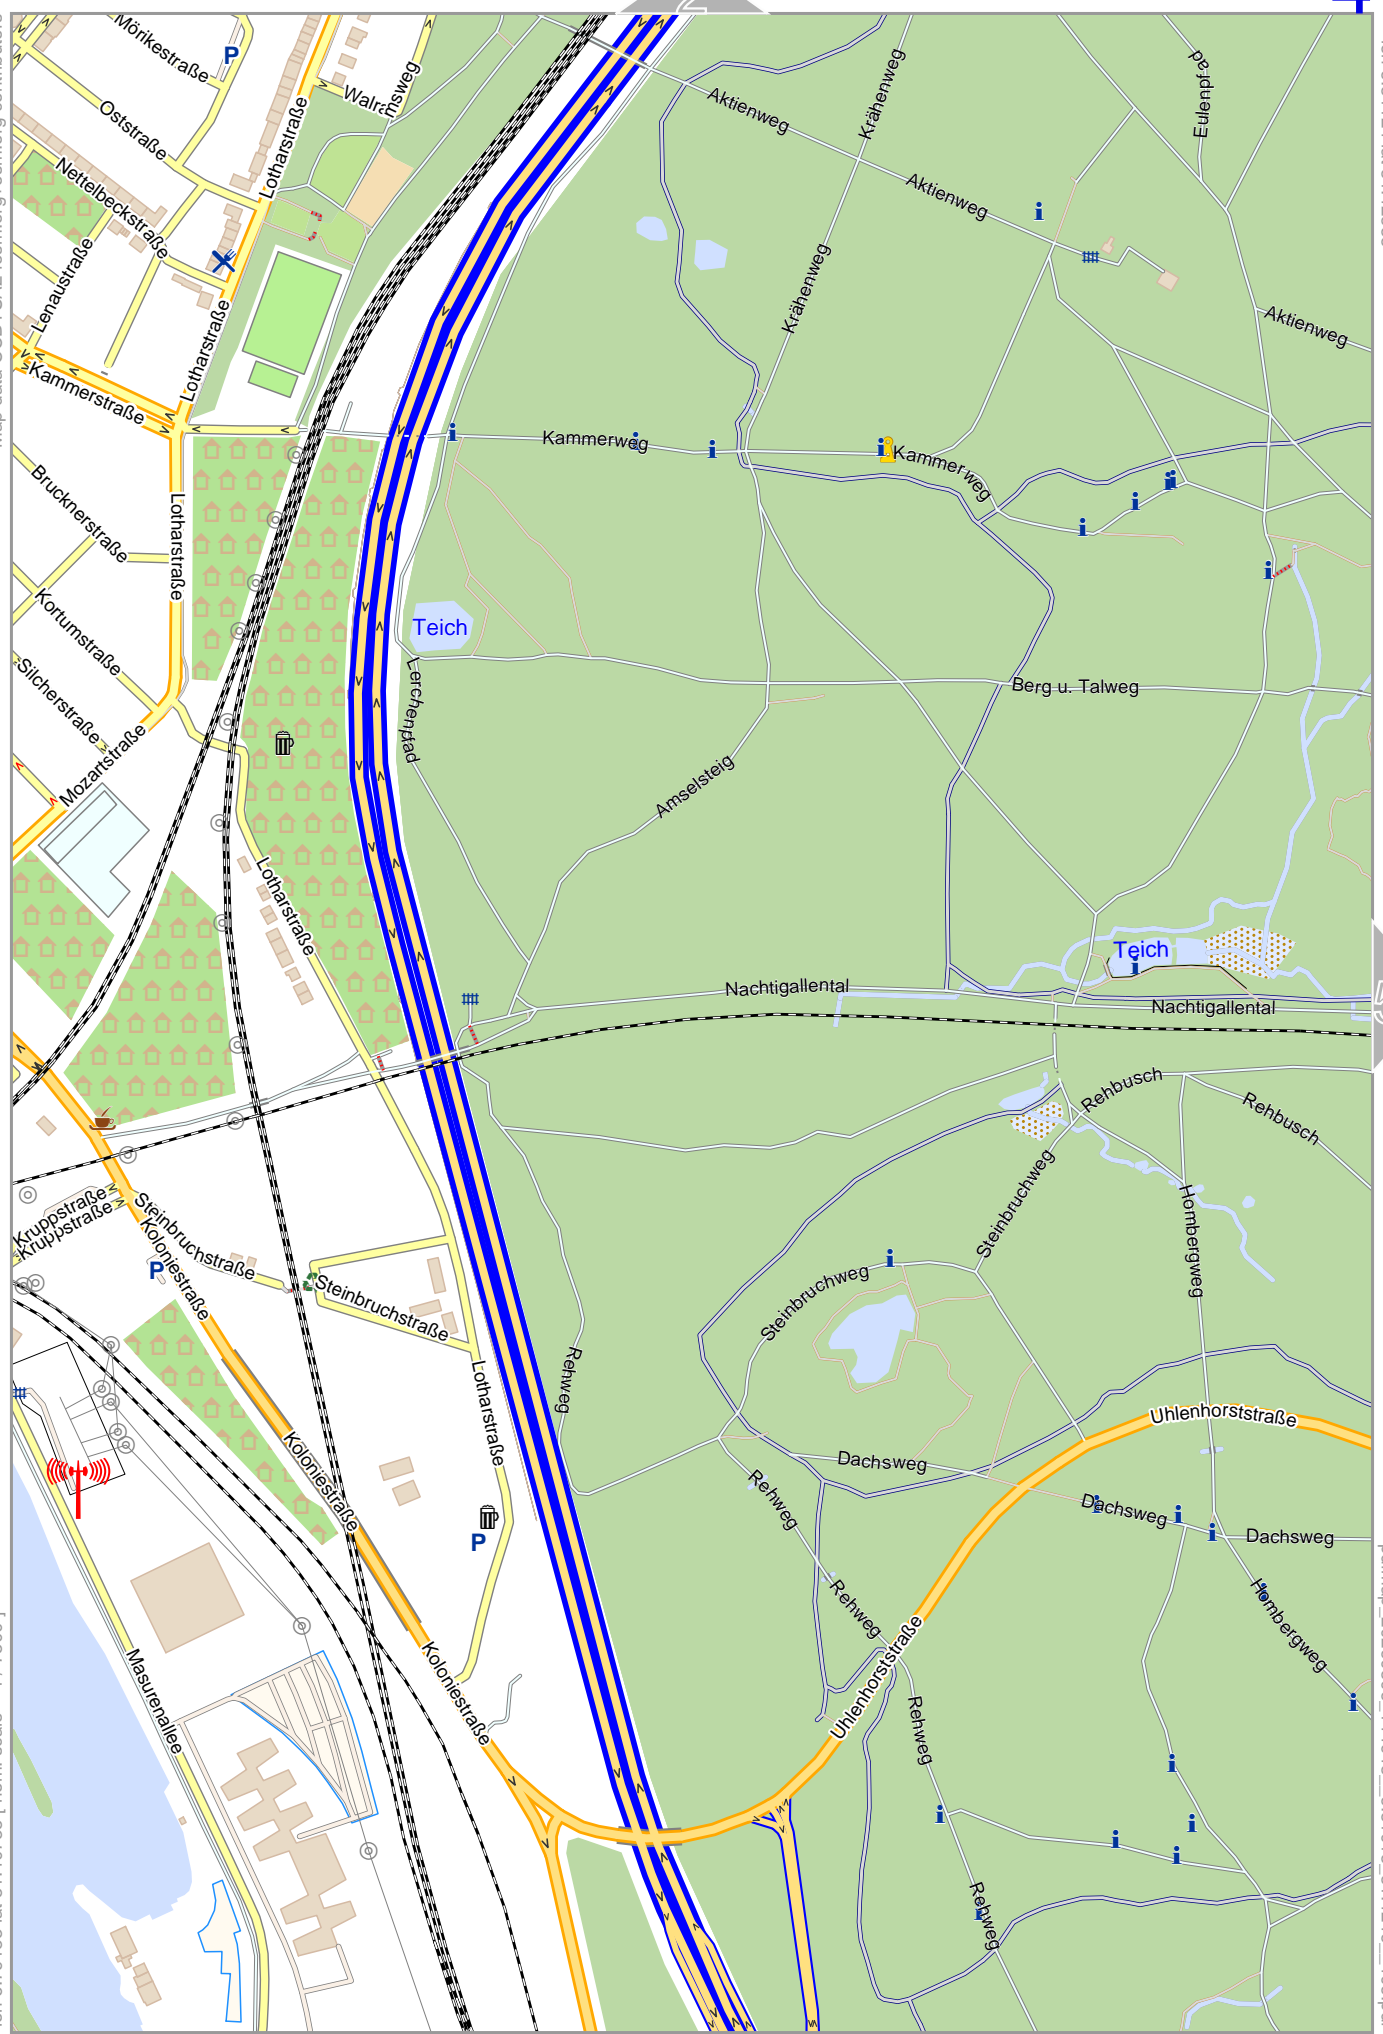 2
Mörikestraße
P
Walramsweg
Oststraße
Lotharstraße
Aktienweg
Krähenweg
Eulenpfad
Nettelbeckstraße
Aktienweg
Lenaustraße
Lotharstraße
Krähenweg
Aktienweg
Kammerstraße
Kammerweg
Kammerweg
Brucknerstraße
Lotharstraße
Kortumstraße
Teich
Silcherstraße
Lerchenpfad
Berg u. Talweg
Mozartstraße
Amselsteig
Lotharstraße
Teich
Nachtigallental
Nachtigallental
Rehbusch
Rehbusch
Steinbruchweg
Kruppstraße
Kruppstraße
Steinbruchstraße
Koloniestraße
Hombergweg
P
Steinbruchstraße
Steinbruchweg
Rehweg
Lotharstraße
Uhlenhorststraße
Koloniestraße
Dachsweg
Rehweg
Dachsweg
Dachsweg
P
Rehweg
Hombergweg
Masurenallee
Koloniestraße
Uhlenhorststraße
Rehweg
Rehweg